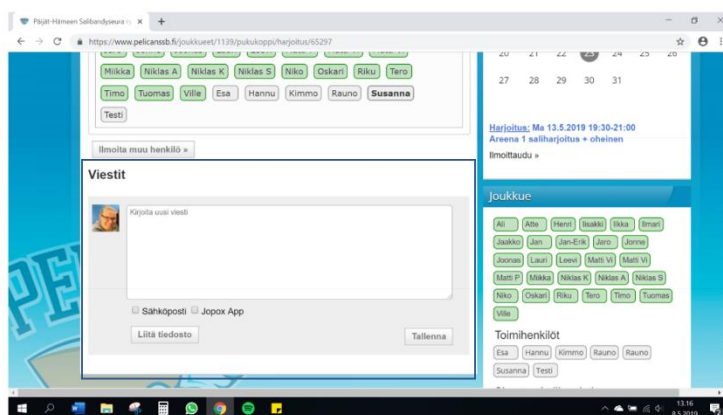 Päijät-Hämeen Salibandyseura r
https://www.pelicanssb.fi/joukkueet/1139/pukukoppi/harjoitus/65297
Miikka Niklas A Niklas K Niklas S Niko Oskari Riku Tero
Timo Tuomas Ville Esa Hannu Kimmo Rauno Susanna
Testi
Ilmoita muu henkilö »
Viestit
Kirjoita uusi viesti
Sähköposti Jopox App
Liitä tiedosto Tallenna
20 21 22 23 24 25 26
27 28 29 30 31
Harjoitus: Ma 13.5.2019 19:30-21:00
Areena 1 saliharjoitus + oheinen
Ilmoittaudu »
Joukkue
Ali Atte Henri Iisakki Ilkka Ilmari
Jaakko Jan Jan-Erik Jaro Jonne
Joonas Lauri Leevi Matti Vi Matti Vi
Matti P Miikka Niklas K Niklas A Niklas S
Niko Oskari Riku Tero Timo Tuomas
Ville
Toimihenkilöt
Esa Hannu Kimmo Rauno Rauno
Susanna Testi
13.16
8.5.2019